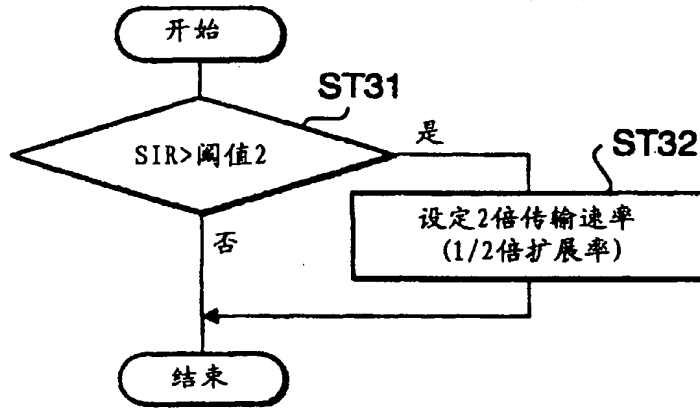 开始
ST31
SIR>阈值2
是
ST32
设定2倍传输速率
(1/2倍扩展率)
否
结束